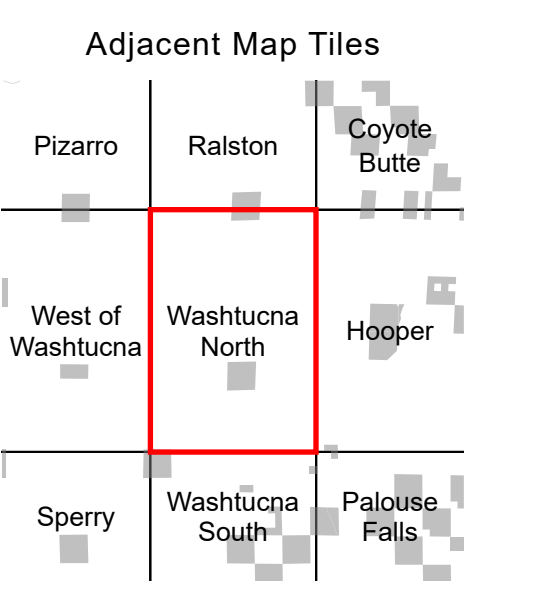 Adjacent Map Tiles
Pizarro
Ralston
Coyote
Butte
West of
Washtucna
Washtucna
North
Hooper
Sperry
Washtucna
South
Palouse
Falls